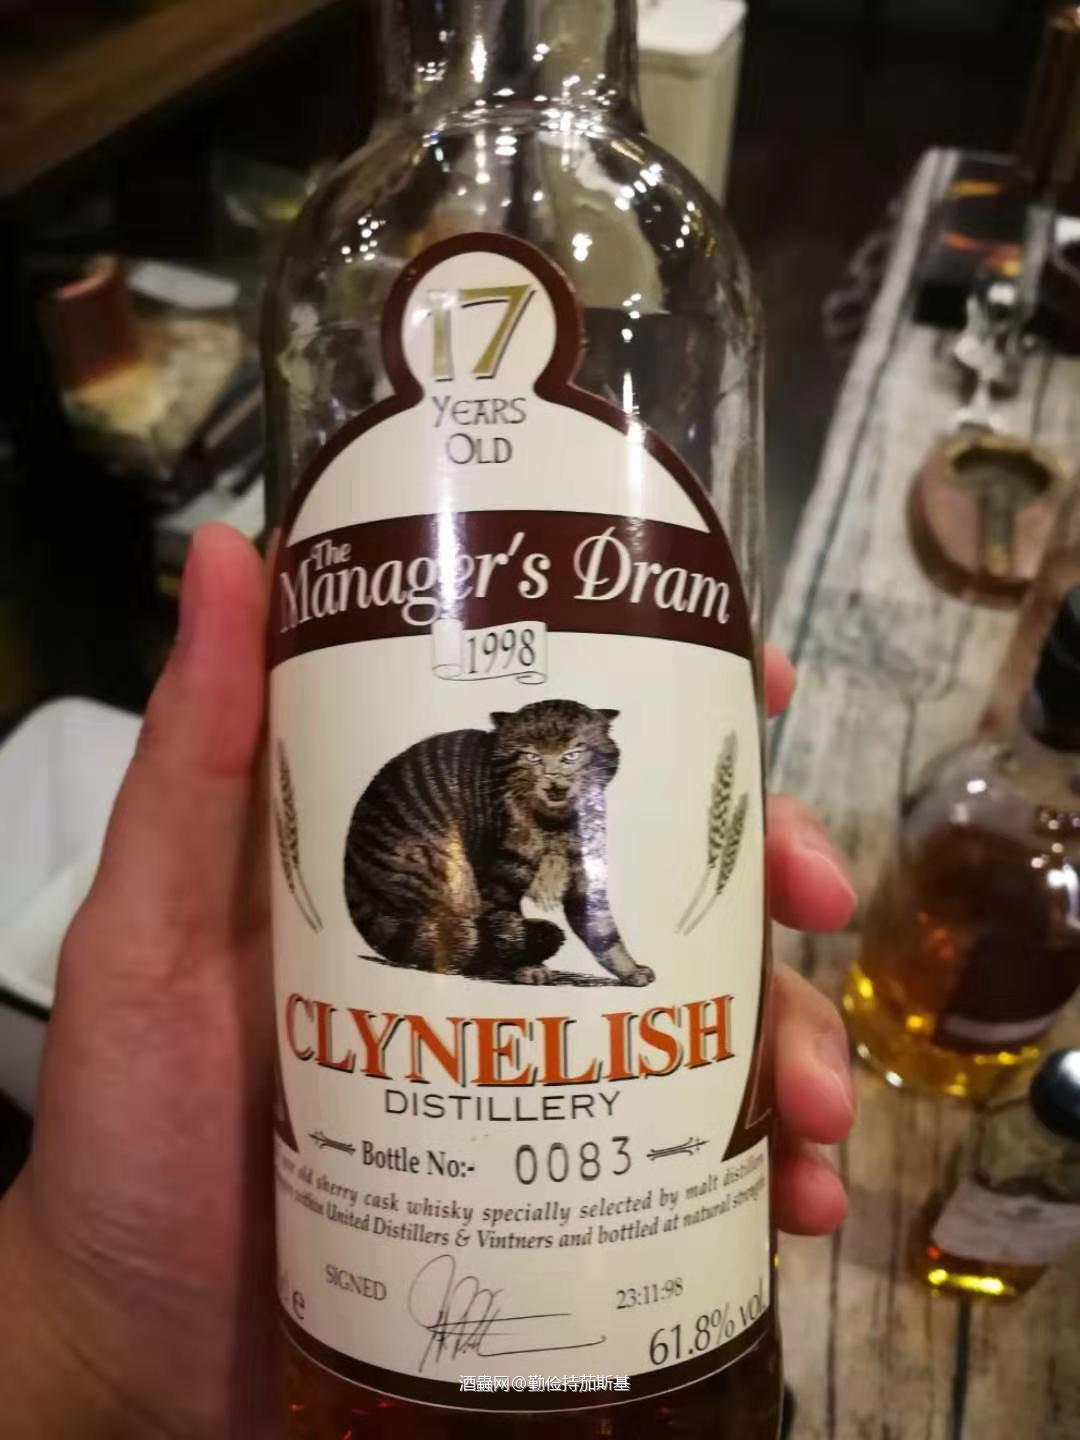 17
YEARS
OLD
The
Manager's Dram
1998
CLYNELISH
DISTILLERY
Bottle No:- 0083
old sherry cask whisky specially selected by malt distillery
within United Distillers & Vintners and bottled at natural strength
SIGNED
23:11:98
e
61.8% vol
酒蟲网@勤俭持茄斯基